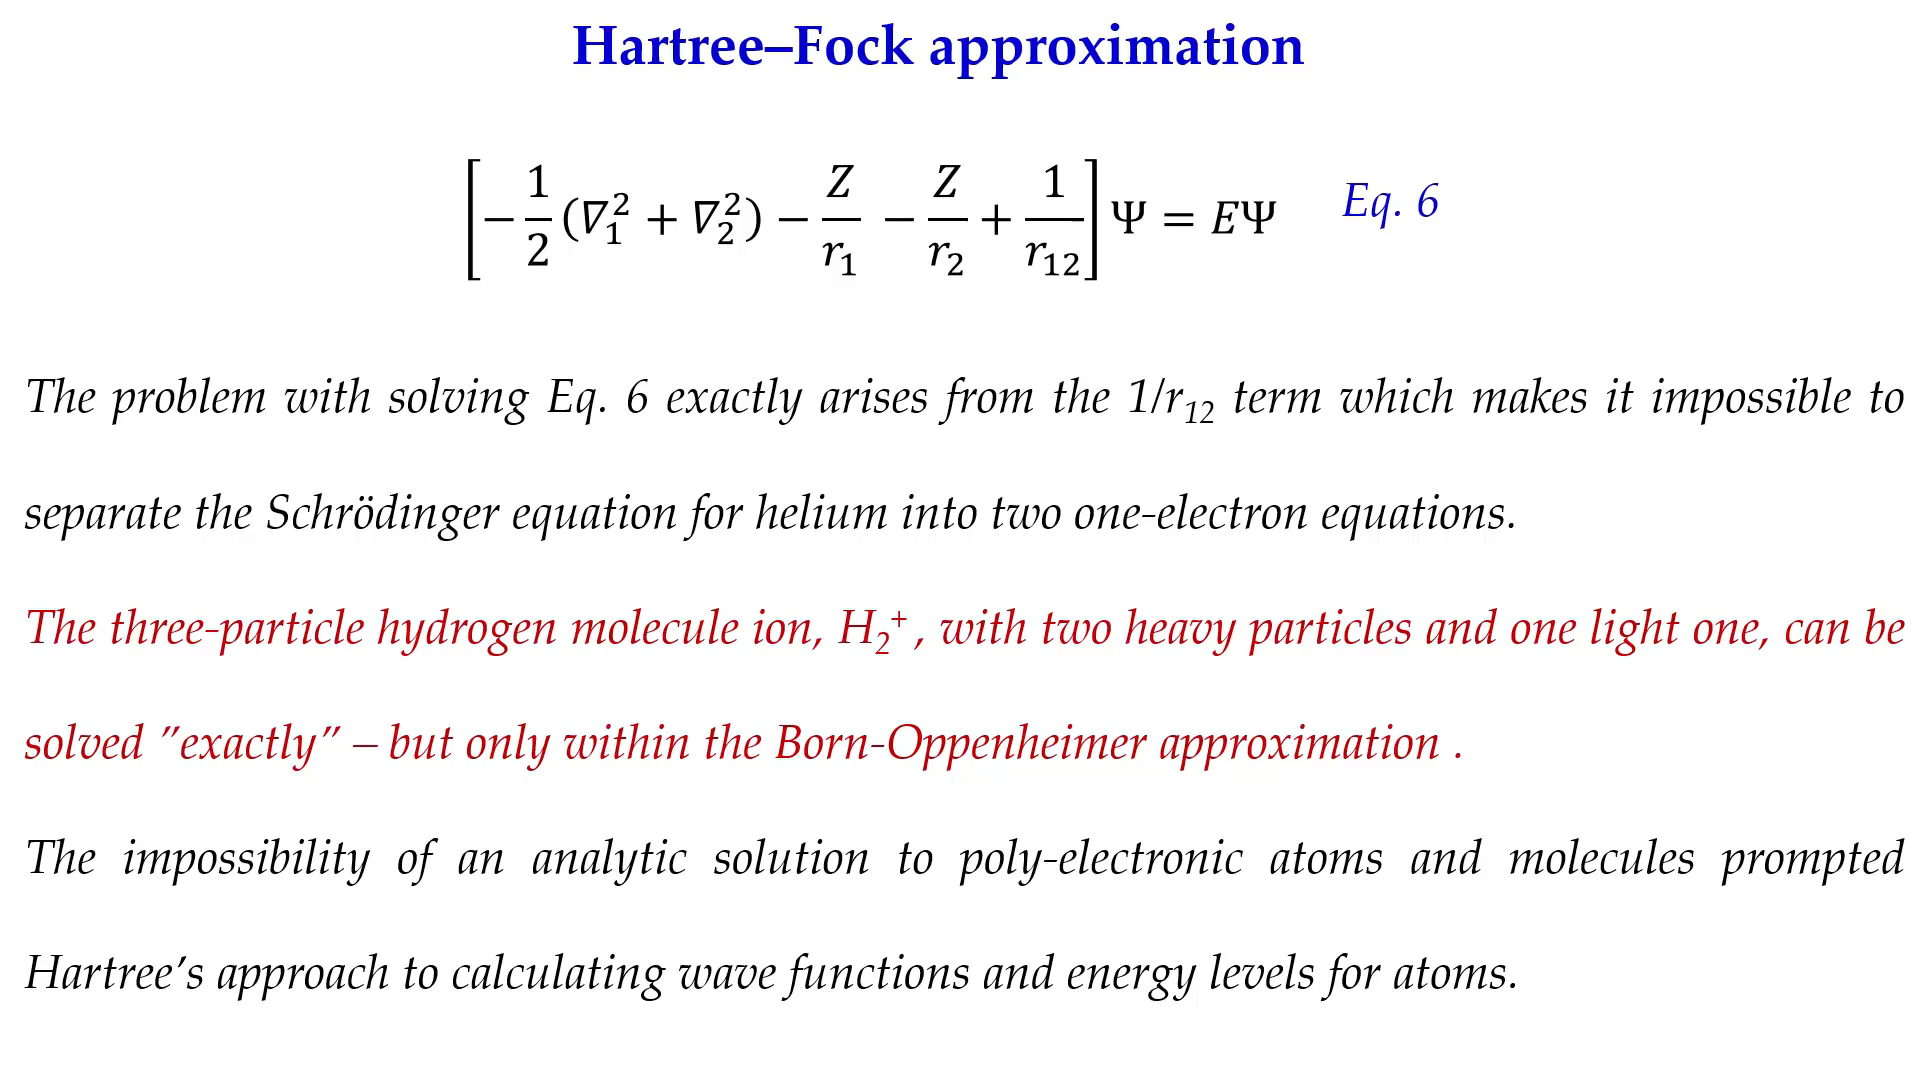 Hartree–Fock approximation
[−1/2(∇₁² + ∇₂²) − Z/r₁ − Z/r₂ + 1/r₁₂] Ψ = EΨ Eq. 6
The problem with solving Eq. 6 exactly arises from the 1/r₁₂ term which makes it impossible to
separate the Schrödinger equation for helium into two one-electron equations.
The three-particle hydrogen molecule ion, H₂⁺, with two heavy particles and one light one, can be
solved ”exactly” – but only within the Born-Oppenheimer approximation .
The impossibility of an analytic solution to poly-electronic atoms and molecules prompted
Hartree’s approach to calculating wave functions and energy levels for atoms.